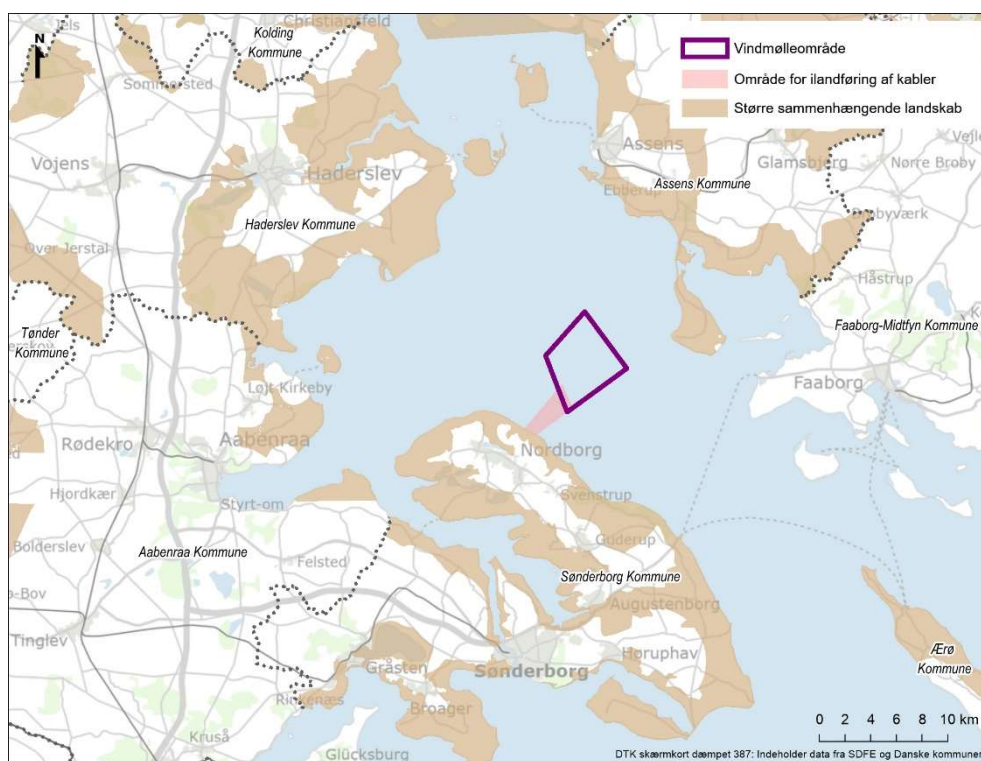 N
Vindmølleområde
Område for ilandføring af kabler
Større sammenhængende landskab
Jels
Christiansfeld
Kolding
Kommune
Sommersted
Vojens
Haderslev
Haderslev Kommune
Over Jerstal
Assens
Assens Kommune
Glamsbjerg
Nørre Broby
Håstrup
Faaborg-Midtfyn Kommune
Faaborg
Tønder
Kommune
Løjt Kirkeby
Rødekro
Aabenraa
Hjordkær
Styrt-om
Bolderslev
Aabenraa Kommune
Felsted
Nordborg
Svenstrup
Guderup
Sønderborg Kommune
Augustenborg
Tinglev
Gråsten
Sønderborg
Horuphav
Rinkenæs
Broager
Kruså
Glücksburg
Ærø
Kommune
0 2 4 6 8 10 km
DTK skærmkort dæmpet 387: Indeholder data fra SDFE og Danske kommuner